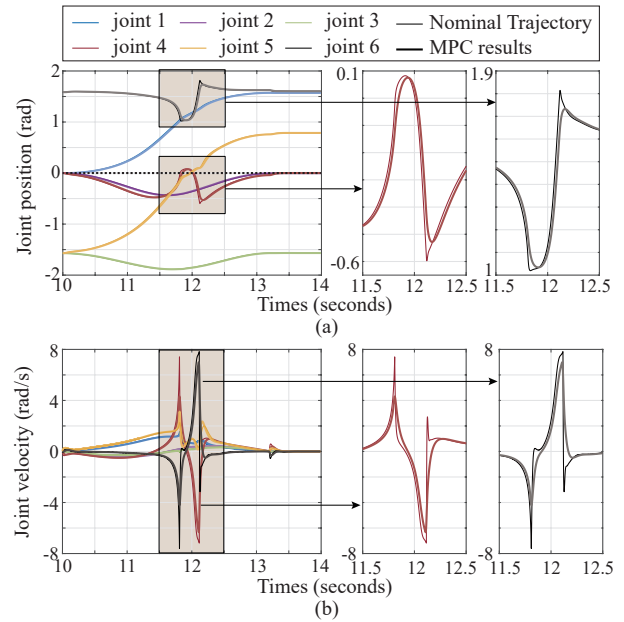 joint 1 joint 2 joint 3 Nominal Trajectory
joint 4 joint 5 joint 6 MPC results
Joint position (rad)
2
1
0
-1
-2
10 11 12 13 14
Times (seconds)
0.1
-0.6
11.5 12 12.5
1.9
1
11.5 12 12.5
(a)
Joint velocity (rad/s)
8
4
0
-4
-8
10 11 12 13 14
Times (seconds)
8
-8
11.5 12 12.5
8
-8
11.5 12 12.5
(b)